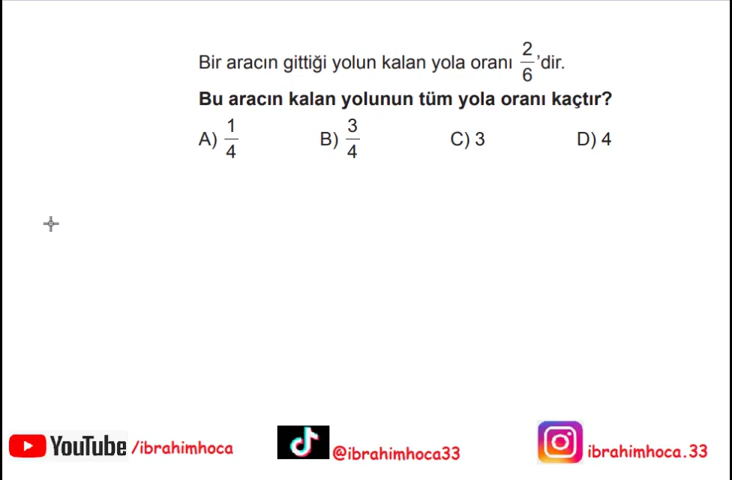 Bir aracın gittiği yolun kalan yola oranı 2/6'dir.
Bu aracın kalan yolunun tüm yola oranı kaçtır?
A) 1/4 B) 3/4 C) 3 D) 4
YouTube /ibrahimhoca @ibrahimhoca33 ibrahimhoca.33